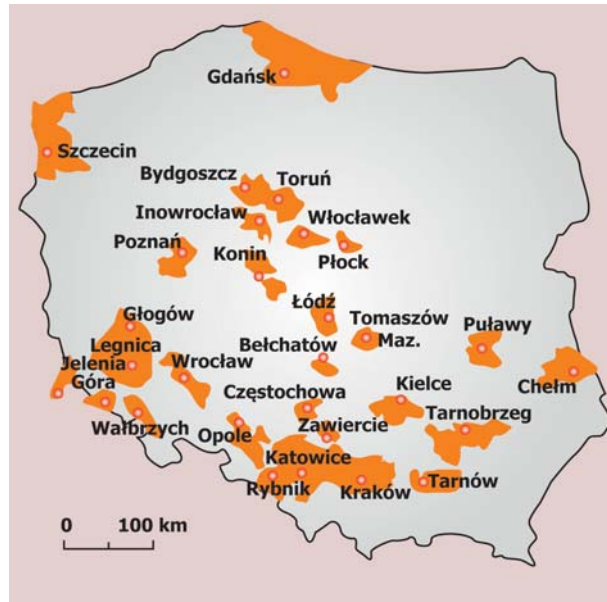 Gdańsk
Szczecin
Bydgoszcz
Toruń
Inowrocław
Włocławek
Poznań
Konin
Płock
Łódź
Głogów
Tomaszów
Maz.
Puławy
Legnica
Jelenia
Góra
Wrocław
Bełchatów
Chełm
Częstochowa
Kielce
Wałbrzych
Opole
Zawiercie
Tarnobrzeg
Katowice
Rybnik
Kraków
Tarnów
0 100 km